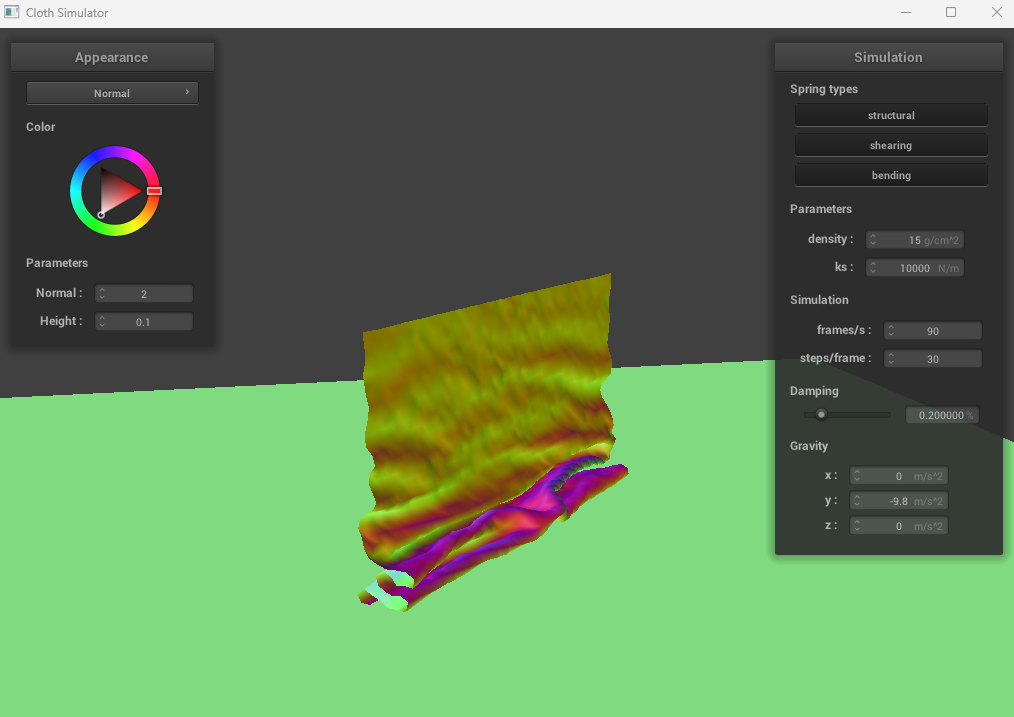 Cloth Simulator
Appearance
Normal
Color
Parameters
Normal : 2
Height : 0.1
Simulation
Spring types
structural
shearing
bending
Parameters
density : 15 g/cm^2
ks : 10000 N/m
Simulation
frames/s : 90
steps/frame : 30
Damping
0.200000 %
Gravity
x : 0 m/s^2
y : -9.8 m/s^2
z : 0 m/s^2